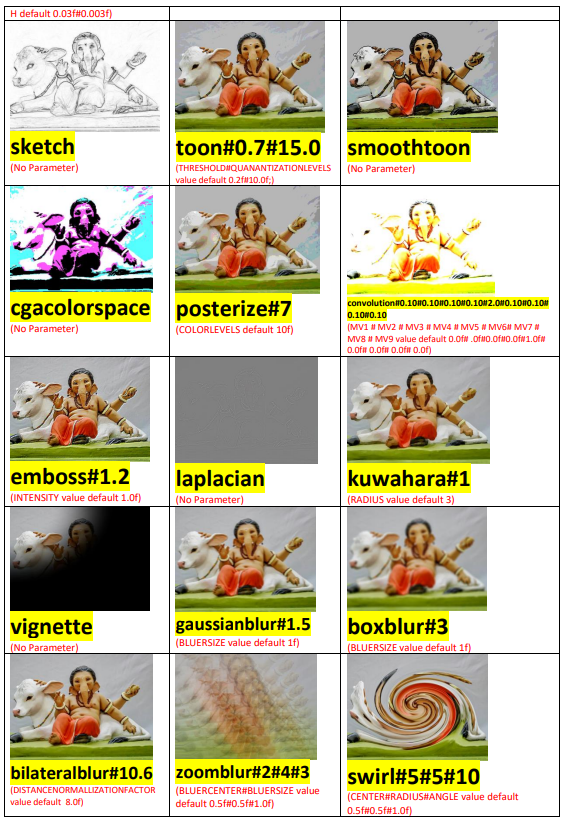 H default 0.03f#0.003f)
sketch
(No Parameter)
toon#0.7#15.0
(THRESHOLD#QUANANTIZATIONLEVELS
value default 0.2f#10.0f;)
smoothtoon
(No Parameter)
cgacolorspace
(No Parameter)
posterize#7
(COLORLEVELS default 10f)
convolution#0.10#0.10#0.10#0.10#2.0#0.10#0.10#
0.10#0.10
(MV1 # MV2 # MV3 # MV4 # MV5 # MV6# MV7 #
MV8 # MV9 value default 0.0f# .0f#0.0f#0.0f#1.0f#
0.0f# 0.0f# 0.0f# 0.0f)
emboss#1.2
(INTENSITY value default 1.0f)
laplacian
(No Parameter)
kuwahara#1
(RADIUS value default 3)
vignette
(No Parameter)
gaussianblur#1.5
(BLUERSIZE value default 1f)
boxblur#3
(BLUERSIZE value default 1f)
bilateralblur#10.6
(DISTANCENORMALLIZATIONFACTOR
value default  8.0f)
zoomblur#2#4#3
(BLUERCENTER#BLUERSIZE value
default 0.5f#0.5f#1.0f)
swirl#5#5#10
(CENTER#RADIUS#ANGLE value default
0.5f#0.5f#1.0f)